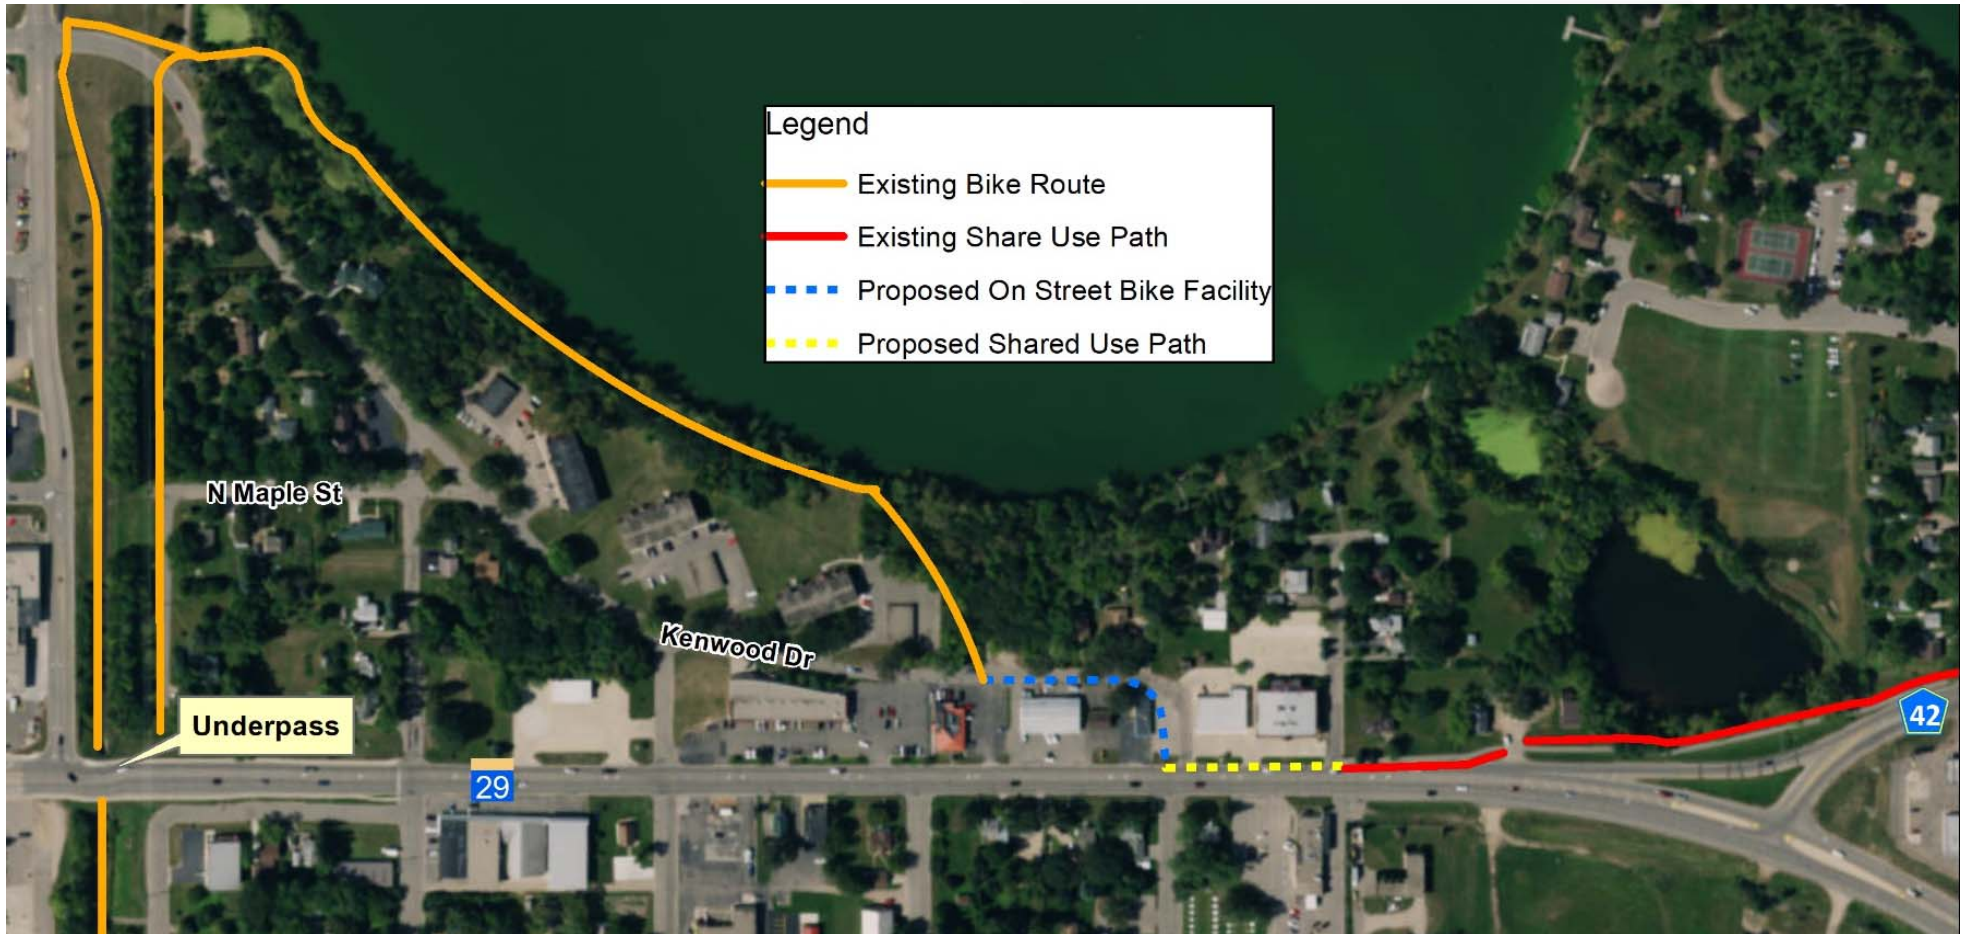 Legend
Existing Bike Route
Existing Share Use Path
Proposed On Street Bike Facility
Proposed Shared Use Path
N Maple St
Kenwood Dr
Underpass
42
29